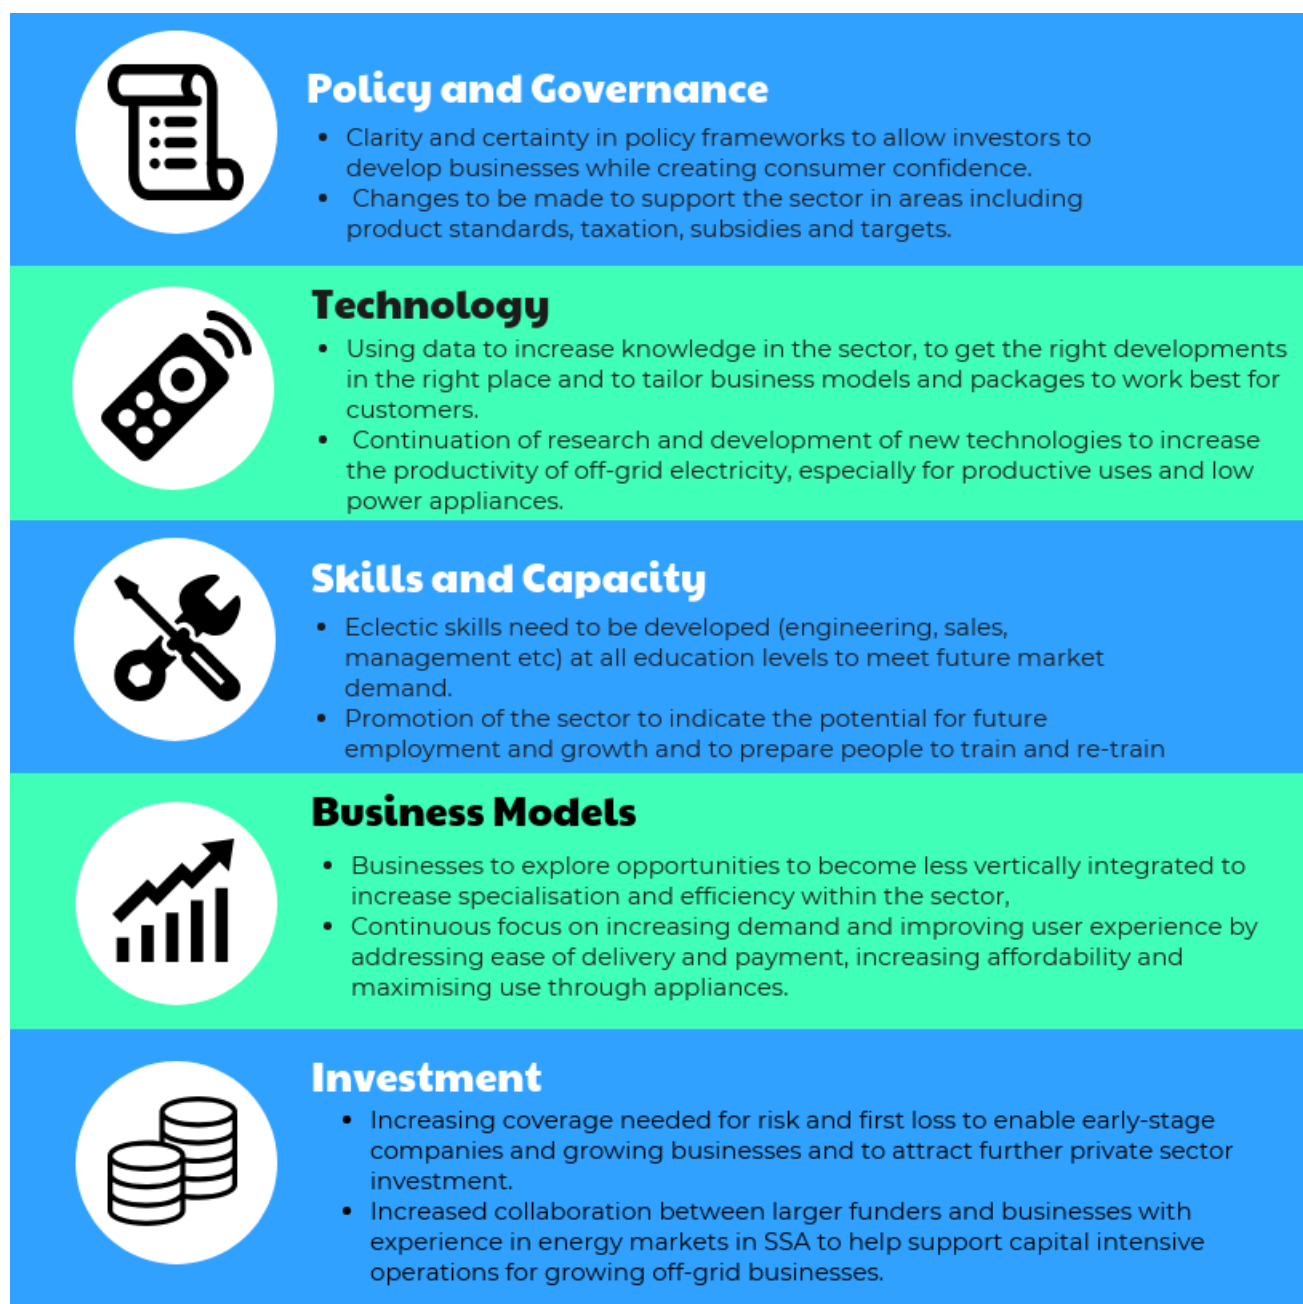 Policy and Governance
• Clarity and certainty in policy frameworks to allow investors to
develop businesses while creating consumer confidence.
• Changes to be made to support the sector in areas including
product standards, taxation, subsidies and targets.
Technology
• Using data to increase knowledge in the sector, to get the right developments
in the right place and to tailor business models and packages to work best for
customers.
• Continuation of research and development of new technologies to increase
the productivity of off-grid electricity, especially for productive uses and low
power appliances.
Skills and Capacity
• Eclectic skills need to be developed (engineering, sales,
management etc) at all education levels to meet future market
demand.
• Promotion of the sector to indicate the potential for future
employment and growth and to prepare people to train and re-train
Business Models
• Businesses to explore opportunities to become less vertically integrated to
increase specialisation and efficiency within the sector,
• Continuous focus on increasing demand and improving user experience by
addressing ease of delivery and payment, increasing affordability and
maximising use through appliances.
Investment
• Increasing coverage needed for risk and first loss to enable early-stage
companies and growing businesses and to attract further private sector
investment.
• Increased collaboration between larger funders and businesses with
experience in energy markets in SSA to help support capital intensive
operations for growing off-grid businesses.